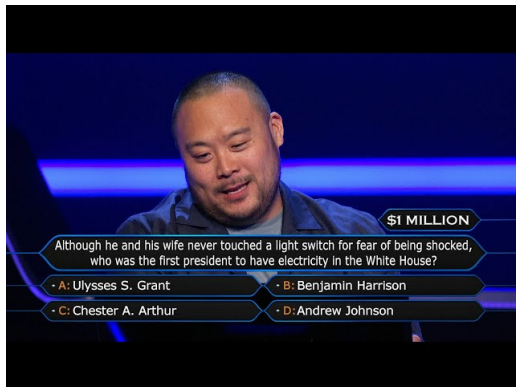 $1 MILLION
Although he and his wife never touched a light switch for fear of being shocked,
who was the first president to have electricity in the White House?
- A: Ulysses S. Grant
- B: Benjamin Harrison
- C: Chester A. Arthur
- D: Andrew Johnson